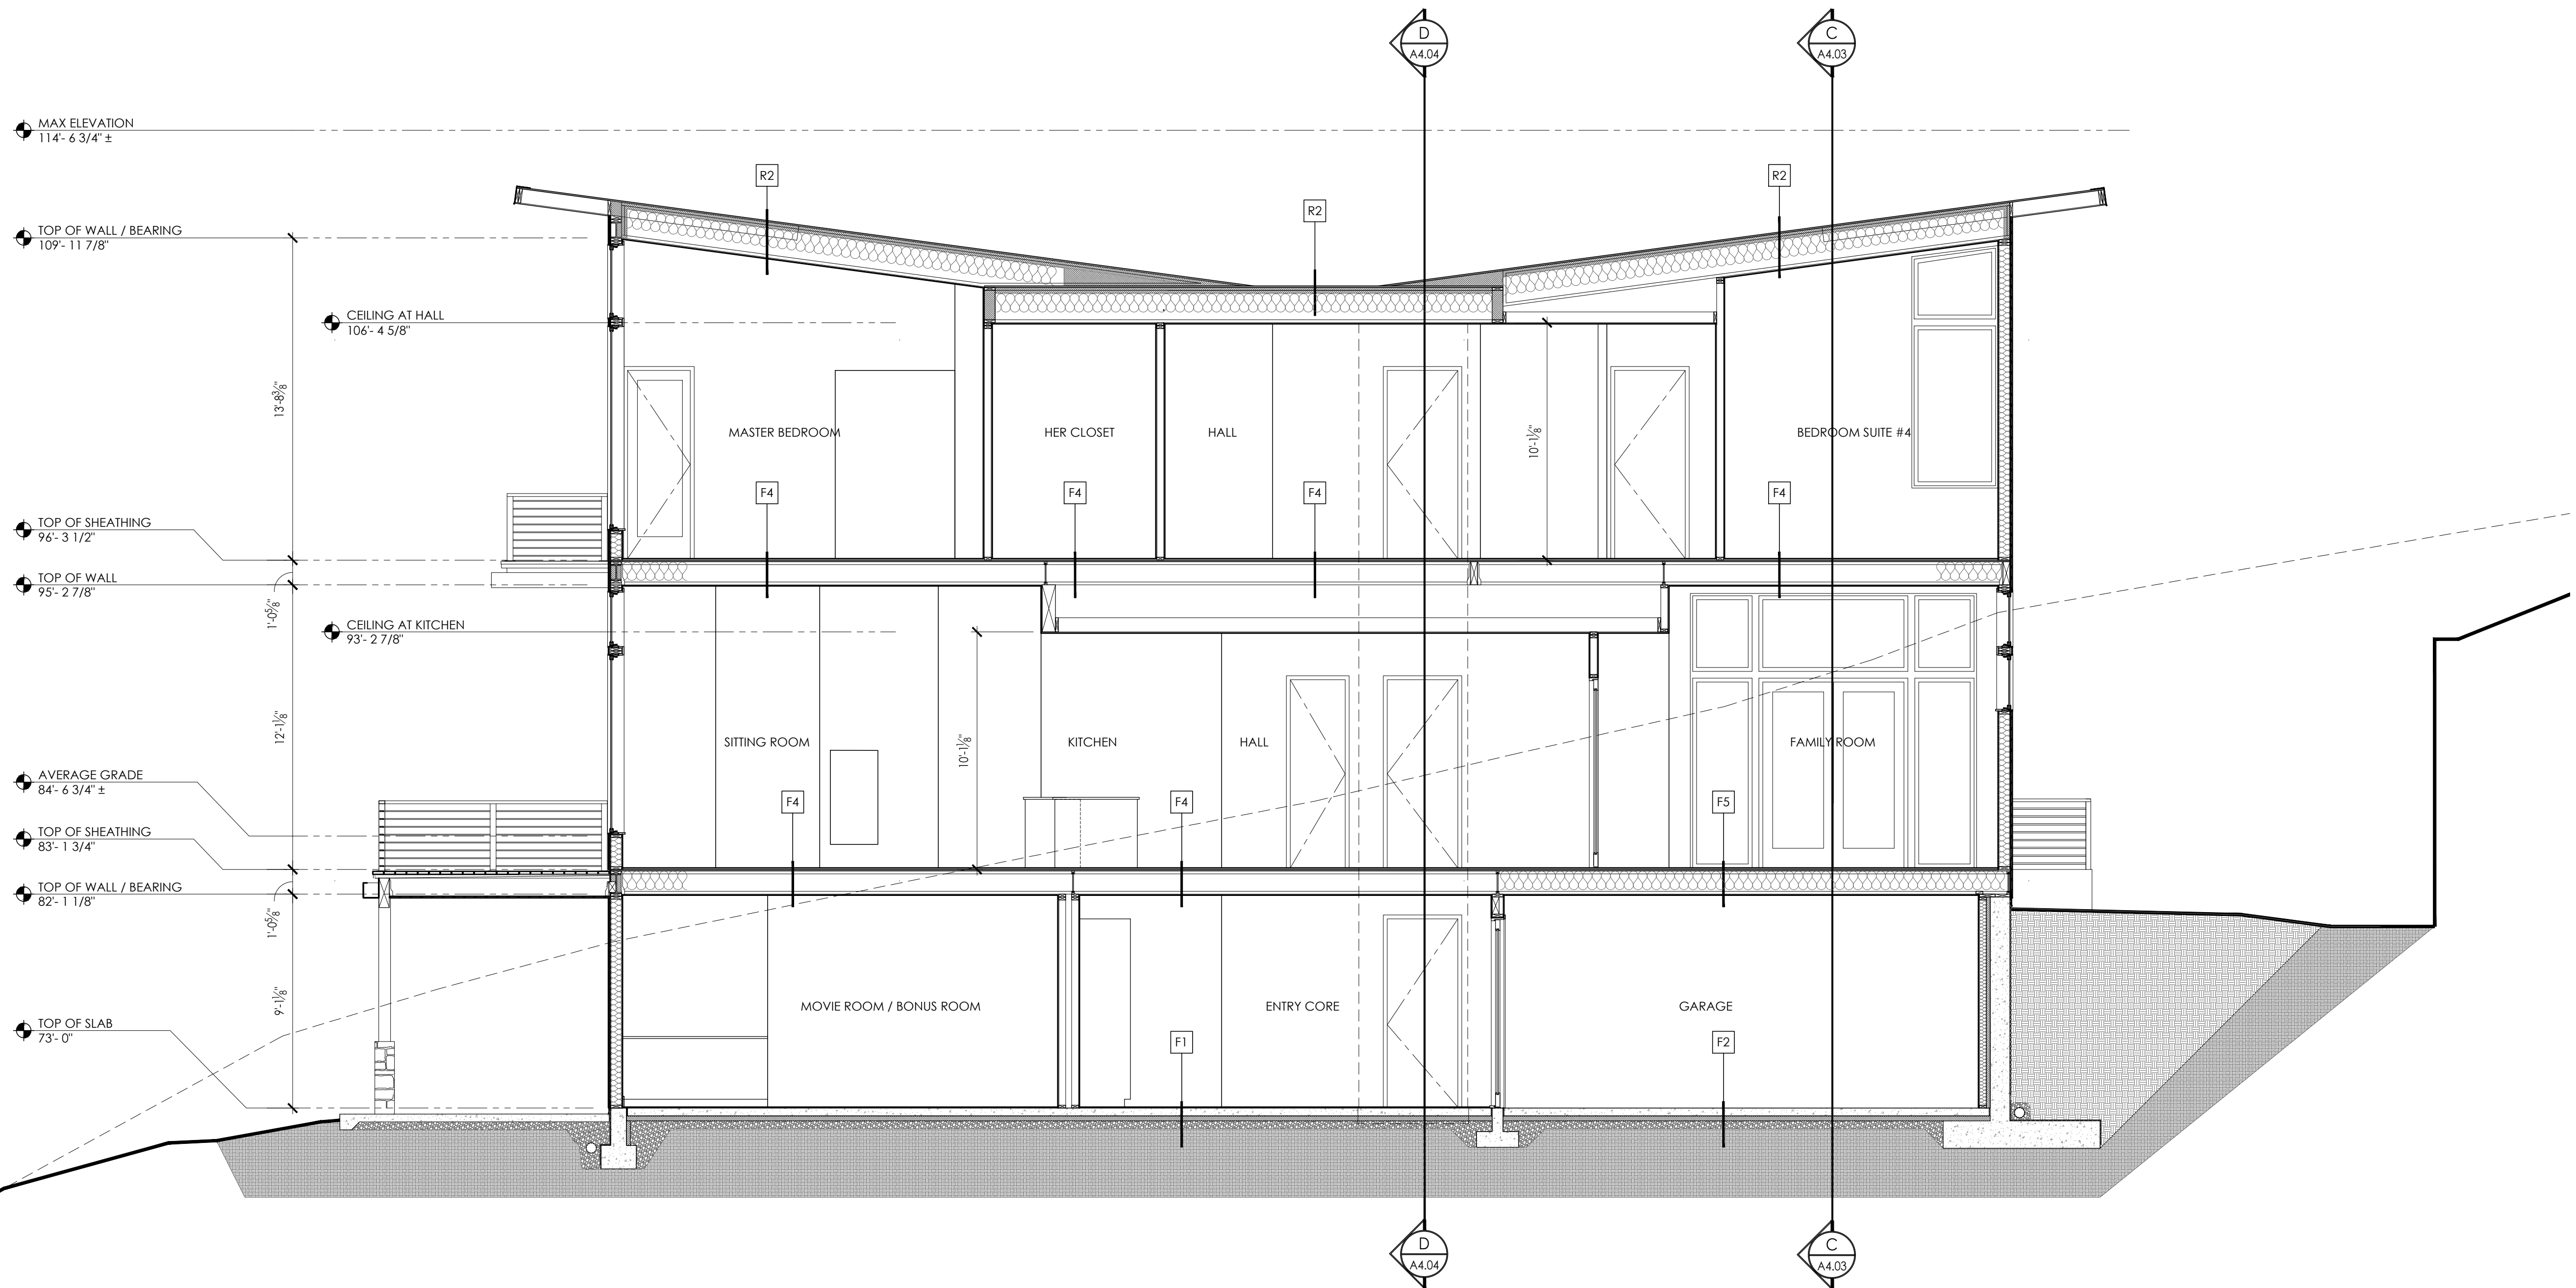 D
A4.04
C
A4.03
MAX ELEVATION
114'- 6 3/4" ±
R2
R2
R2
TOP OF WALL / BEARING
109'- 11 7/8"
CEILING AT HALL
106'- 4 5/8"
13'-8⅜"
MASTER BEDROOM
HER CLOSET
HALL
10'-1⅛"
BEDROOM SUITE #4
F4
F4
F4
F4
TOP OF SHEATHING
96'- 3 1/2"
TOP OF WALL
95'- 2 7/8"
1'-0⅝"
CEILING AT KITCHEN
93'- 2 7/8"
12'-1⅛"
SITTING ROOM
10'-1⅛"
KITCHEN
HALL
FAMILY ROOM
AVERAGE GRADE
84'- 6 3/4" ±
F4
F4
F5
TOP OF SHEATHING
83'- 1 3/4"
TOP OF WALL / BEARING
82'- 1 1/8"
1'-0⅝"
9'-1⅛"
MOVIE ROOM / BONUS ROOM
ENTRY CORE
GARAGE
TOP OF SLAB
73'- 0"
F1
F2
D
A4.04
C
A4.03